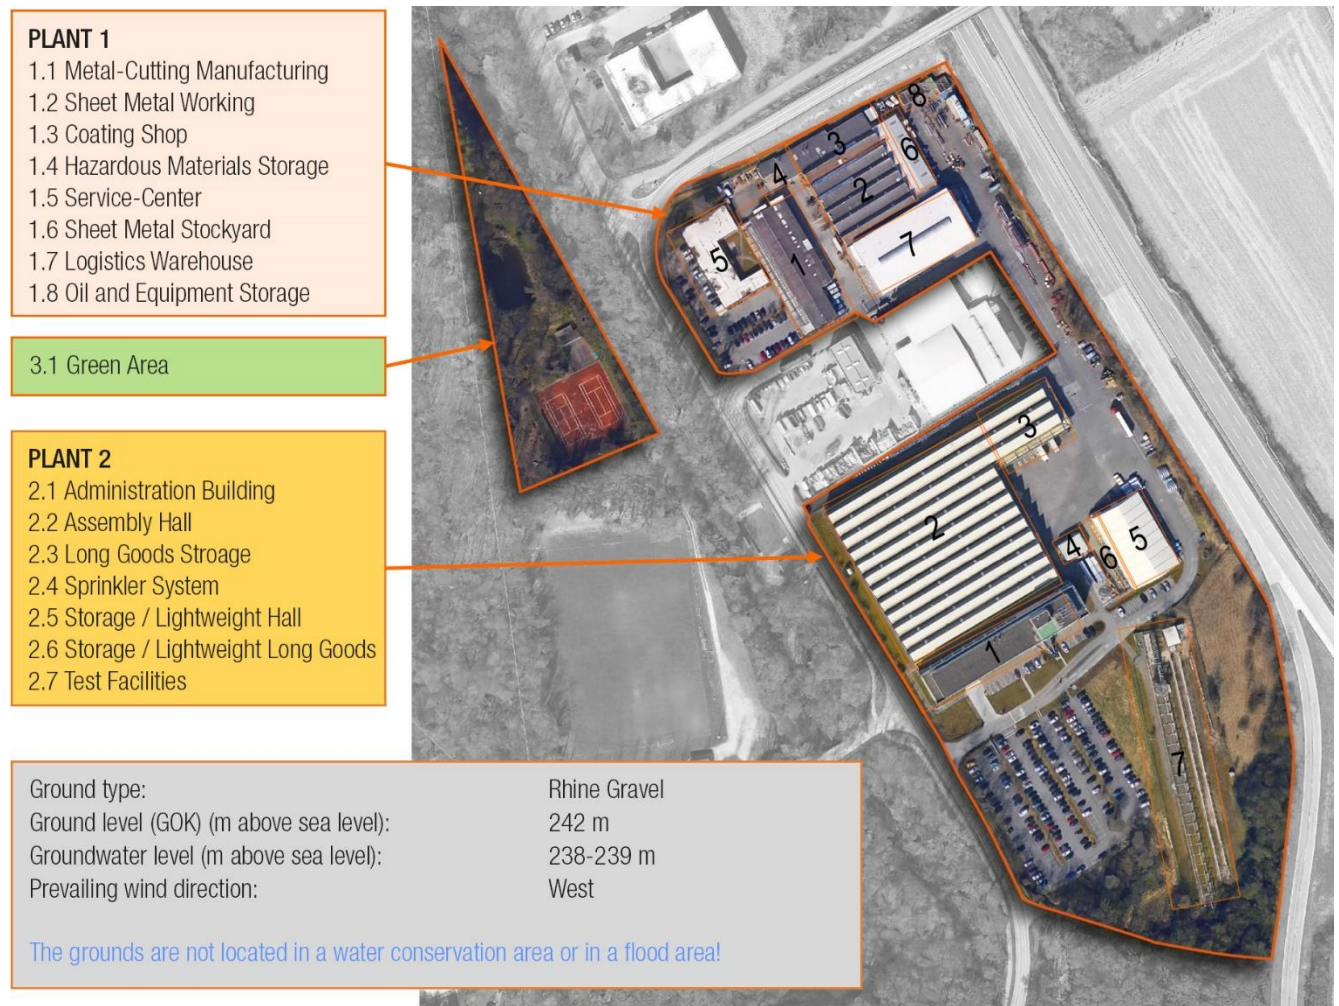 PLANT 1
1.1 Metal-Cutting Manufacturing
1.2 Sheet Metal Working
1.3 Coating Shop
1.4 Hazardous Materials Storage
1.5 Service-Center
1.6 Sheet Metal Stockyard
1.7 Logistics Warehouse
1.8 Oil and Equipment Storage
3.1 Green Area
PLANT 2
2.1 Administration Building
2.2 Assembly Hall
2.3 Long Goods Stroage
2.4 Sprinkler System
2.5 Storage / Lightweight Hall
2.6 Storage / Lightweight Long Goods
2.7 Test Facilities
8
3
6
4
2
7
5
1
3
2
4
6
5
1
7
Ground type: Rhine Gravel
Ground level (GOK) (m above sea level): 242 m
Groundwater level (m above sea level): 238-239 m
Prevailing wind direction: West
The grounds are not located in a water conservation area or in a flood area!